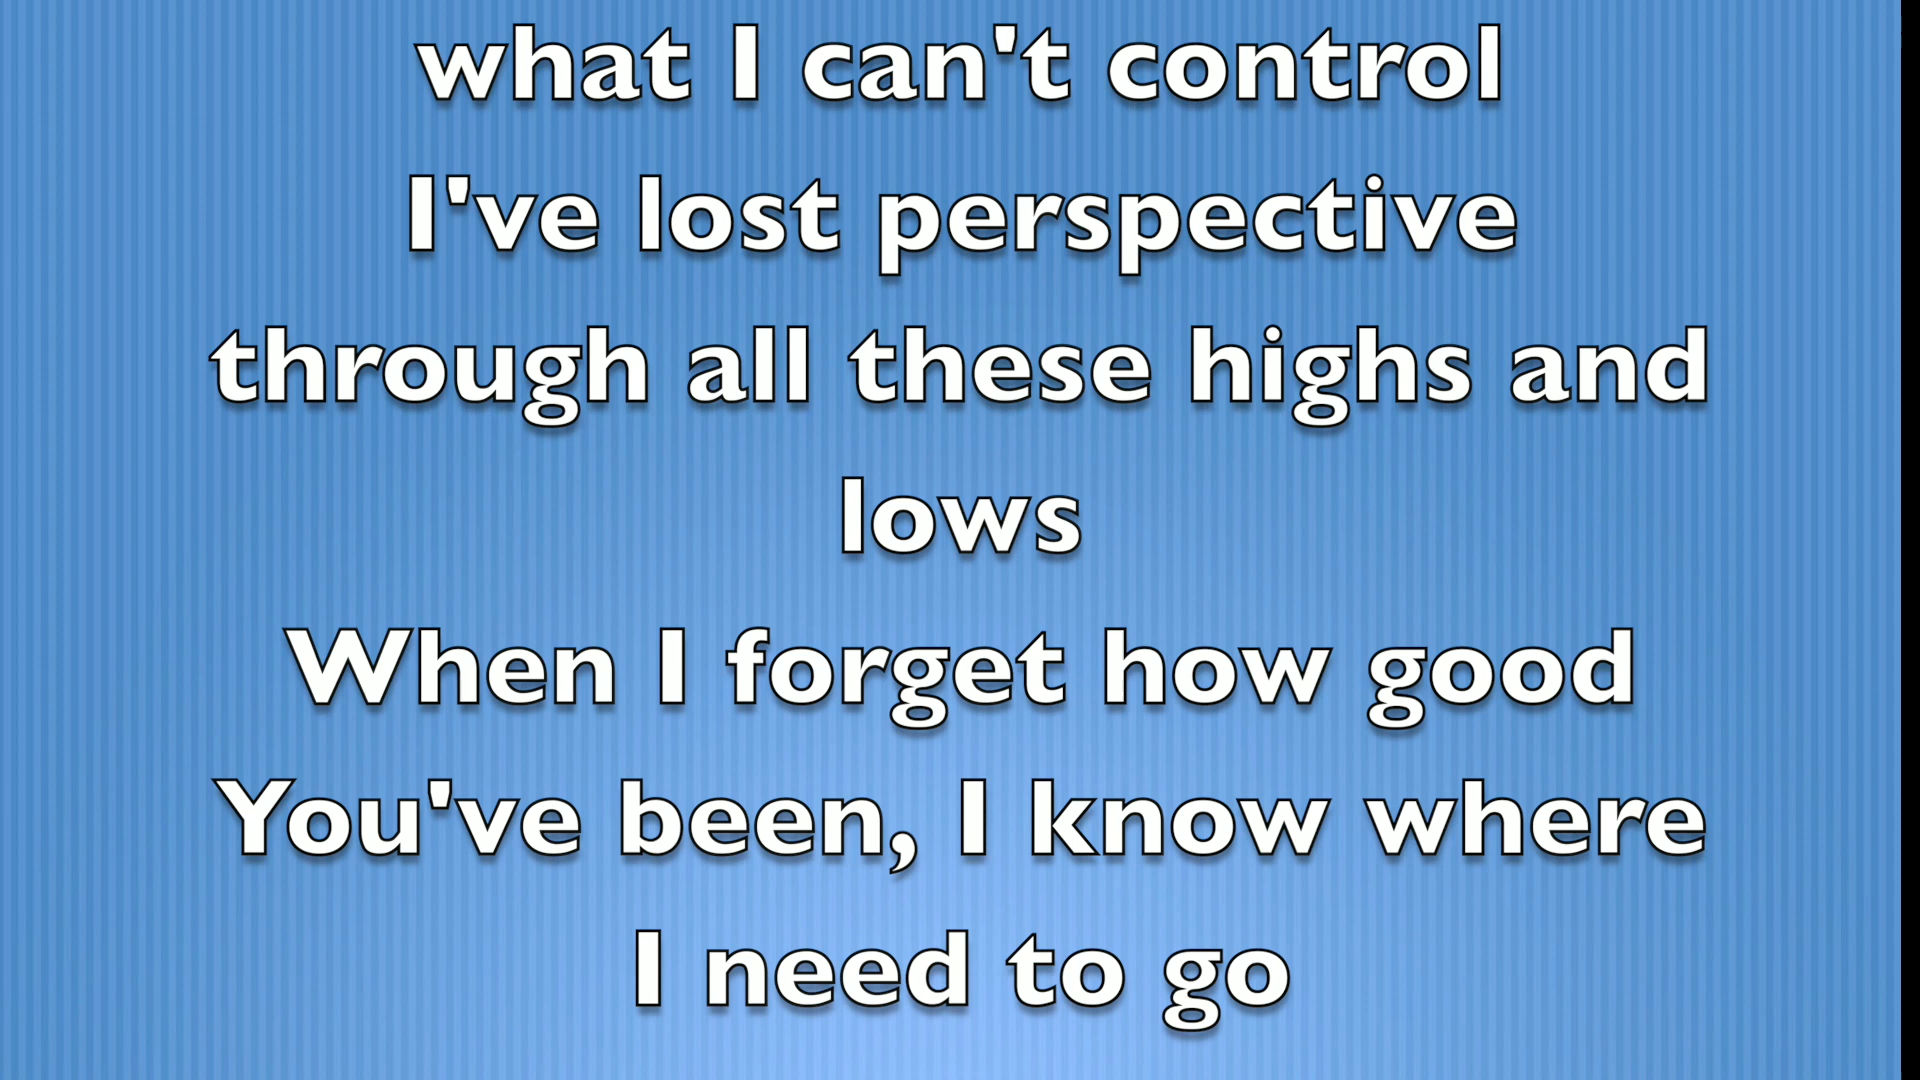 what I can't control
I've lost perspective
through all these highs and
lows
When I forget how good
You've been, I know where
I need to go